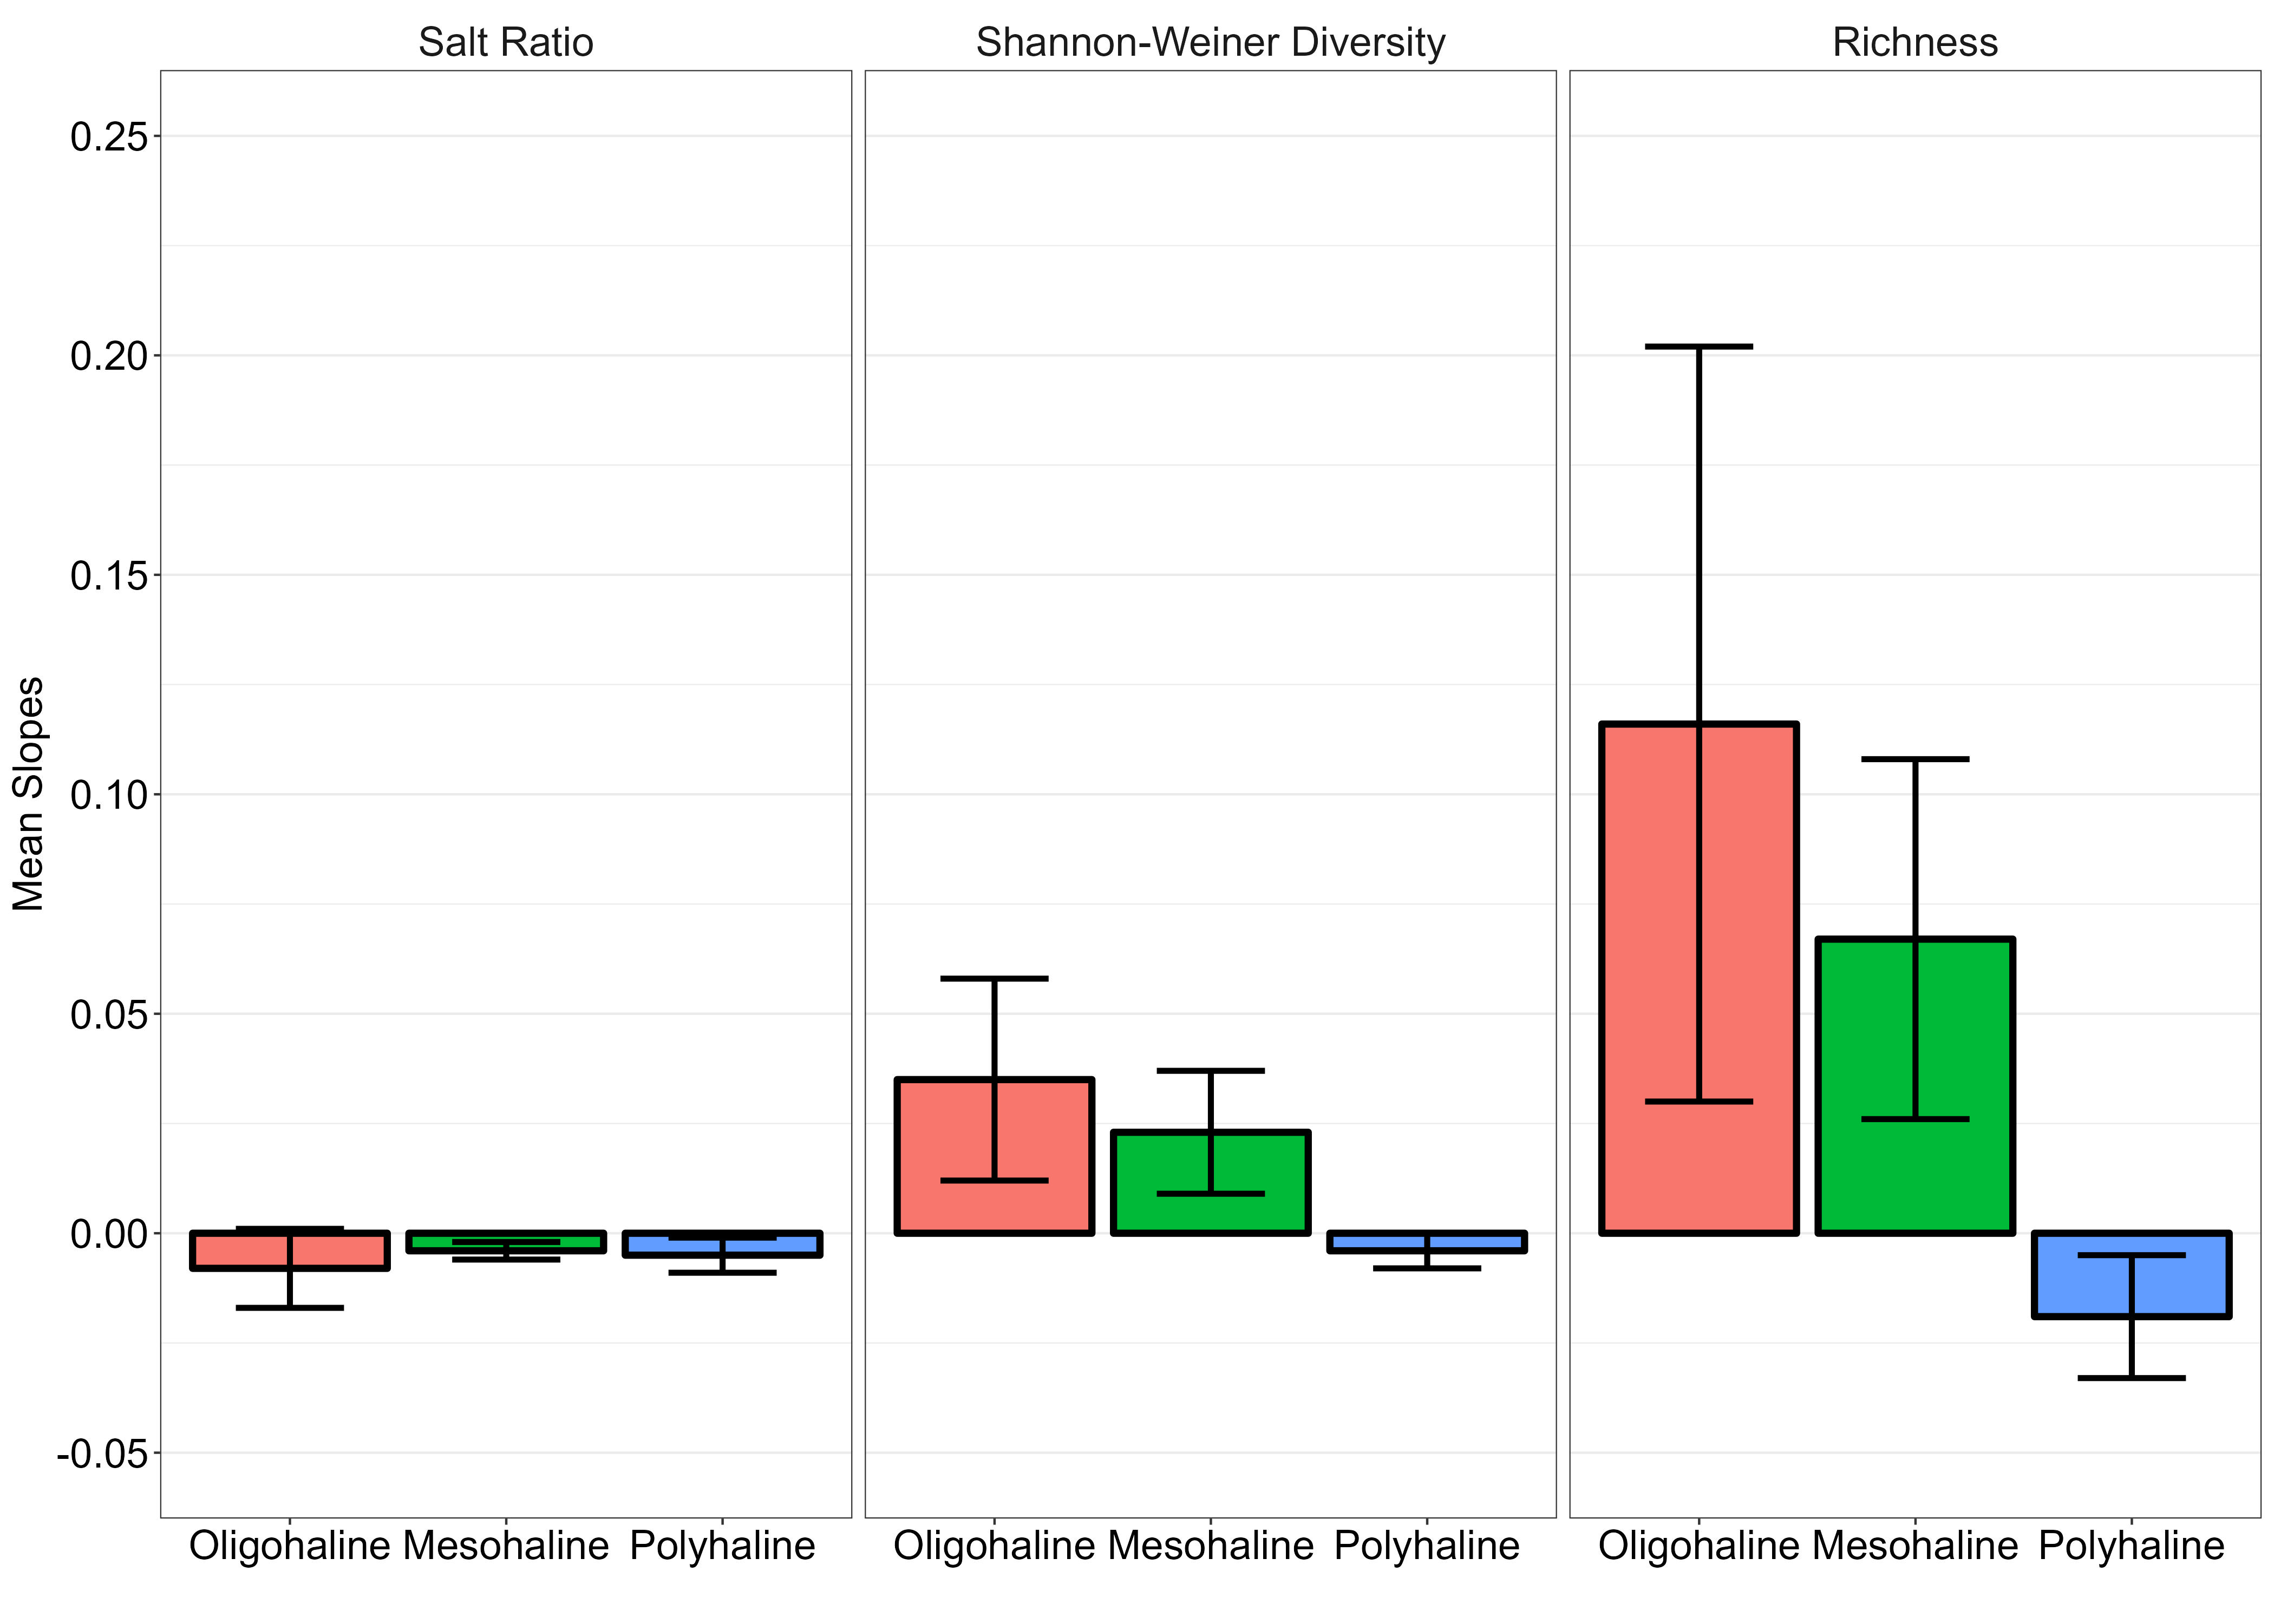 Salt Ratio Shannon-Weiner Diversity Richness
Mean Slopes
0.25
0.20
0.15
0.10
0.05
0.00
-0.05
Oligohaline Mesohaline Polyhaline Oligohaline Mesohaline Polyhaline Oligohaline Mesohaline Polyhaline